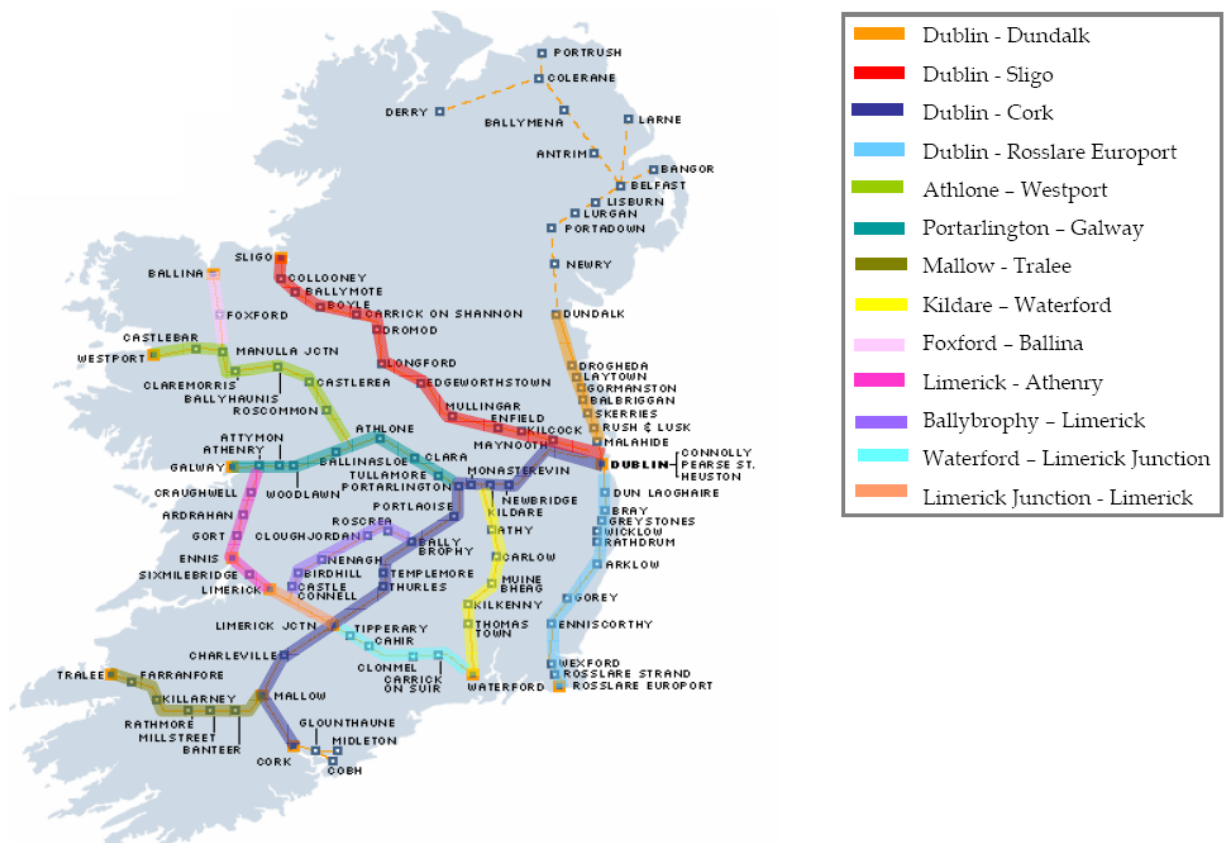 PORTRUSH
COLERANE
DERRY
BALLYMENA
LARNE
ANTRIM
BANGOR
BELFAST
LISBURN
LURGAN
PORTADOWN
NEWRY
SLIGO
BALLINA
COLLOONEY
BALLYMOTE
BOYLE
CARRICK ON SHANNON
FOXFORD
DUNDALK
DROMOD
CASTLEBAR
WESTPORT
MANULLA JCTN
LONGFORD
DROGHEDA
LAYTOWN
CLAREMORRIS
CASTLEREA
EDGEWORTHSTOWN
GORMANSTON
BALLYHAUNIS
BALBRIGGAN
ROSCOMMON
MULLINGAR
SKERRIES
ENFIELD
RUSH & LUSK
KILCOCK
ATHLONE
MAYNOOTH
MALAHIDE
ATTYMON
ATHENRY
GALWAY
BALLINASLOE
CLARA
MONASTEREVIN
DUBLIN
CONNOLLY
PEARSE ST.
HEUSTON
TULLAMORE
PORTARLINGTON
WOODLAWN
CRAUGHWELL
DUN LAOGHAIRE
NEWBRIDGE
KILDARE
PORTLAOISE
ARDRAHAN
ROSCREA
BRAY
GREYSTONES
CLOUGHJORDAN
ATHY
WICKLOW
GORT
BALLY
BROPHY
RATHDRUM
ENNIS
NENAGH
CARLOW
ARKLOW
SIXMILEBRIDGE
BIRDHILL
TEMPLEMORE
MUINE
BHEAG
LIMERICK
CASTLE
CONNELL
THURLES
KILKENNY
GOREY
LIMERICK JCTN
TIPPERARY
THOMAS
TOWN
ENNISCORTHY
CAHIR
CHARLEVILLE
CLONMEL
WEXFORD
TRALEE
FARRANFORE
CARRICK
ON SUIR
WATERFORD
ROSSLARE STRAND
ROSSLARE EUROPORT
KILLARNEY
MALLOW
RATHMORE
MILLSTREET
BANTEER
GLOUNTHAUNE
MIDLETON
CORK
COBH
Dublin - Dundalk
Dublin - Sligo
Dublin - Cork
Dublin - Rosslare Europort
Athlone – Westport
Portarlington – Galway
Mallow - Tralee
Kildare – Waterford
Foxford – Ballina
Limerick - Athenry
Ballybrophy – Limerick
Waterford – Limerick Junction
Limerick Junction - Limerick